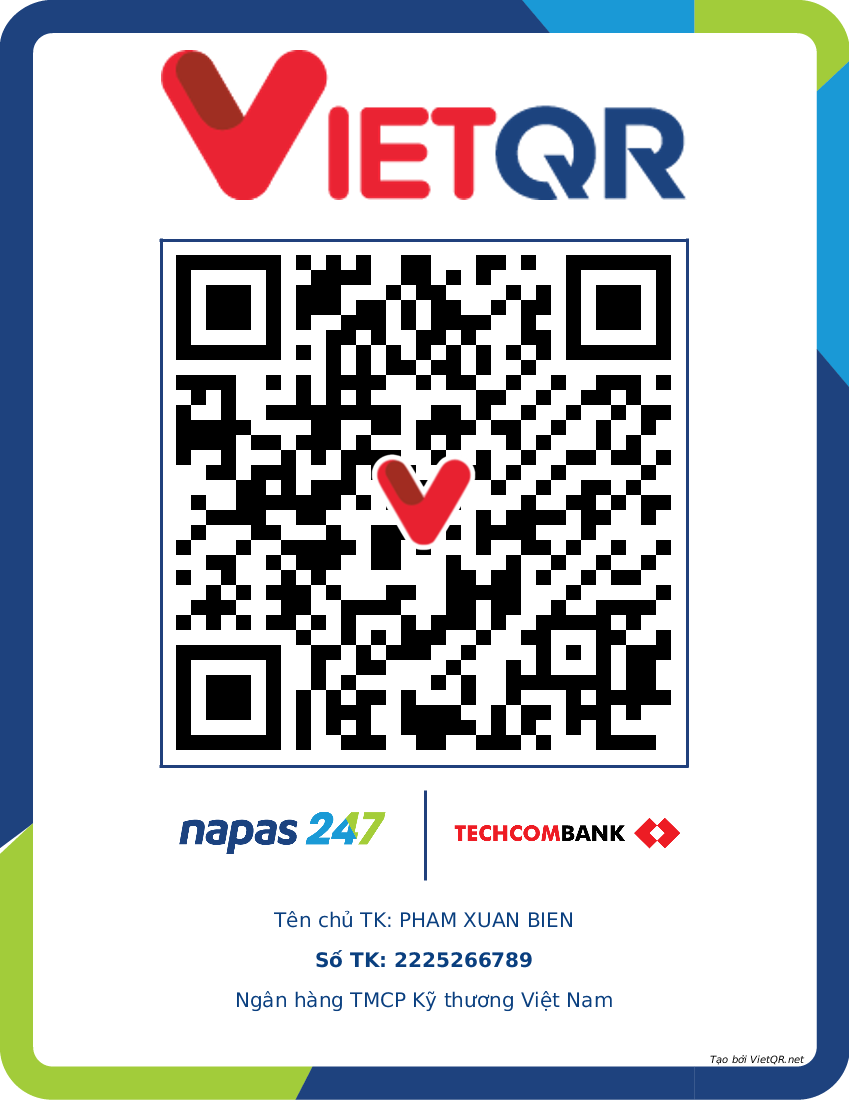 VIETQR
napas 247
TECHCOMBANK
Tên chủ TK: PHAM XUAN BIEN
Số TK: 2225266789
Ngân hàng TMCP Kỹ thương Việt Nam
Tạo bởi VietQR.net